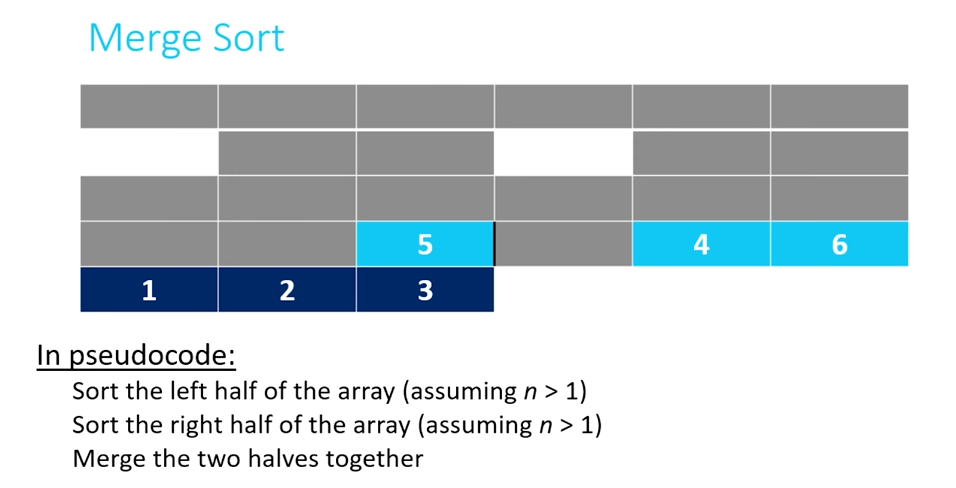 Merge Sort
5 4 6
1 2 3
In pseudocode:
Sort the left half of the array (assuming n > 1)
Sort the right half of the array (assuming n > 1)
Merge the two halves together